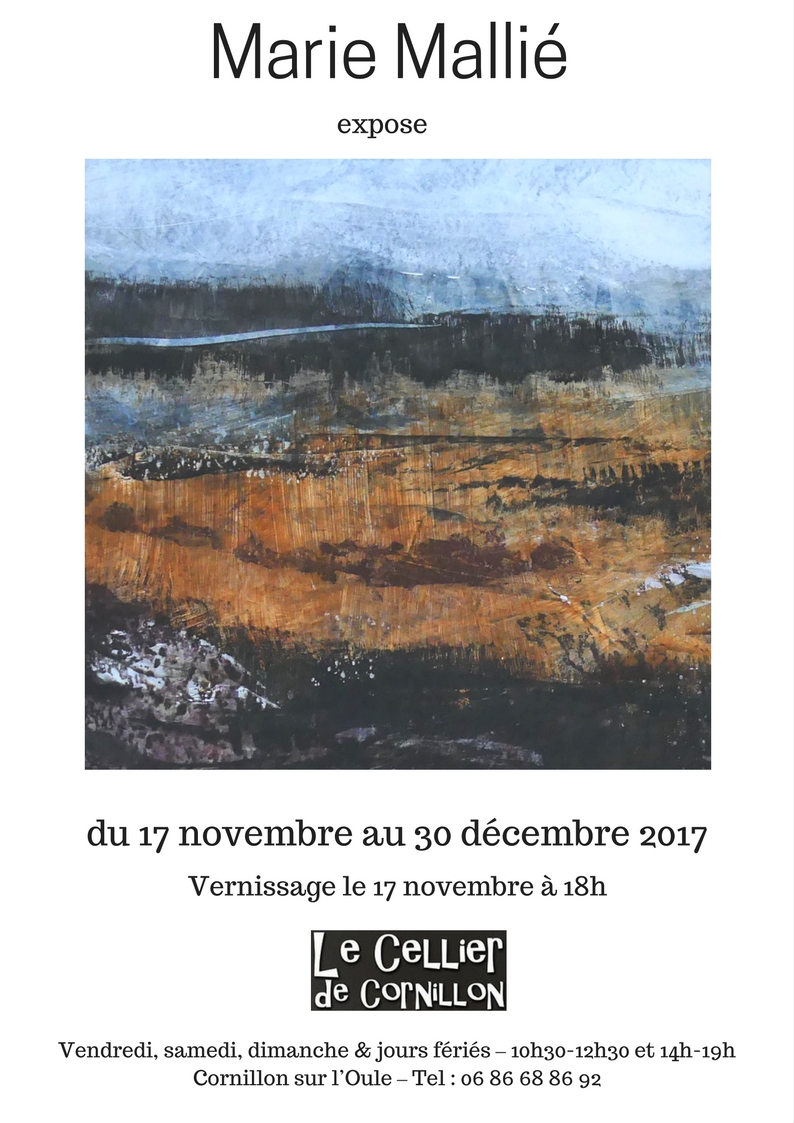 Marie Mallié
expose
du 17 novembre au 30 décembre 2017
Vernissage le 17 novembre à 18h
Le Cellier
de Cornillon
Vendredi, samedi, dimanche & jours fériés – 10h30-12h30 et 14h-19h
Cornillon sur l’Oule – Tel : 06 86 68 86 92